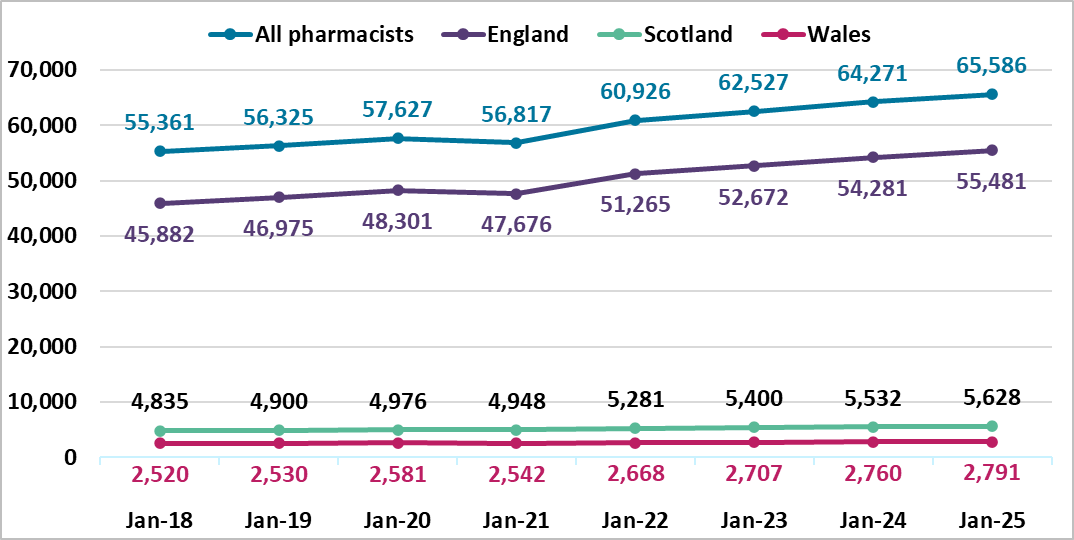 All pharmacists England Scotland Wales
70,000
60,000
50,000
40,000
30,000
20,000
10,000
0
55,361 56,325 57,627 56,817 60,926 62,527 64,271 65,586
45,882 46,975 48,301 47,676 51,265 52,672 54,281 55,481
4,835 4,900 4,976 4,948 5,281 5,400 5,532 5,628
2,520 2,530 2,581 2,542 2,668 2,707 2,760 2,791
Jan-18 Jan-19 Jan-20 Jan-21 Jan-22 Jan-23 Jan-24 Jan-25